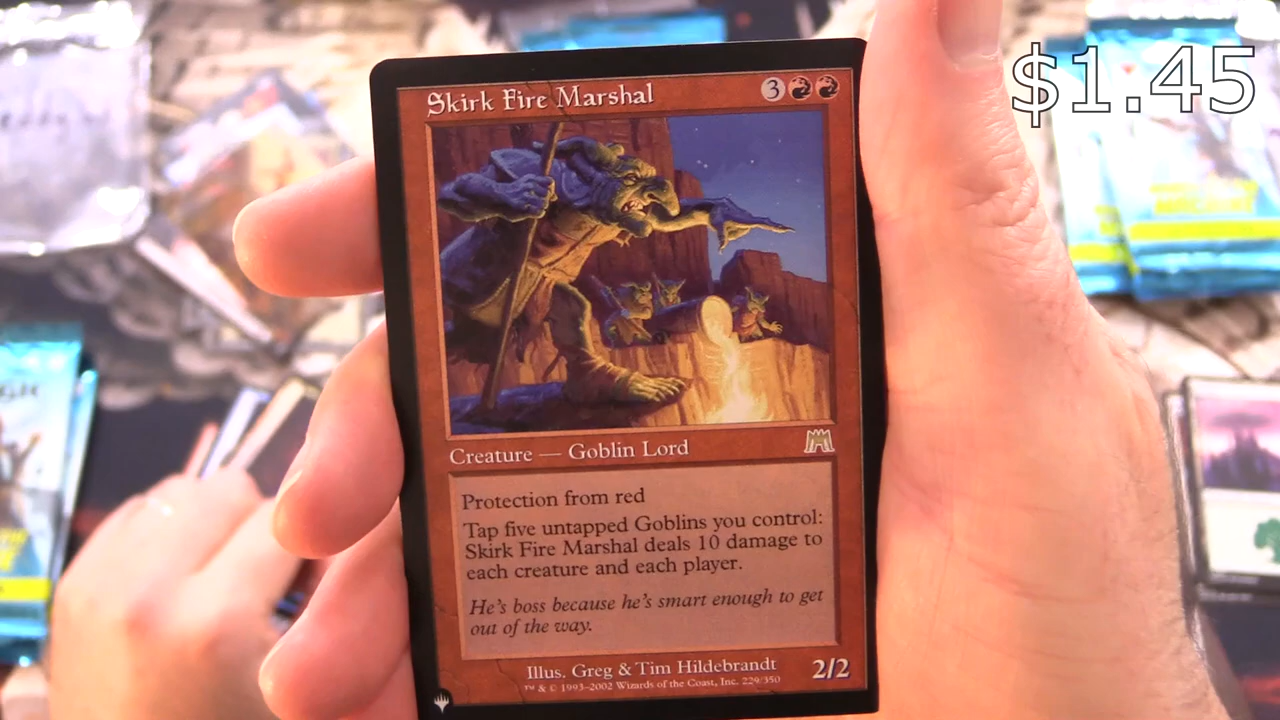 $1.45
Skirk Fire Marshal 3
Creature — Goblin Lord
Protection from red
Tap five untapped Goblins you control:
Skirk Fire Marshal deals 10 damage to
each creature and each player.
He's boss because he's smart enough to get
out of the way.
Illus. Greg & Tim Hildebrandt
2/2
™ & © 1993–2002 Wizards of the Coast, Inc. 229/350